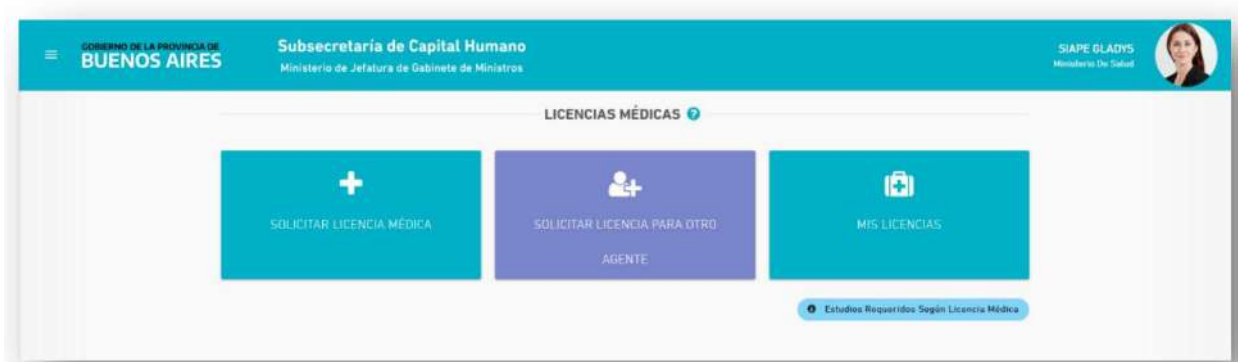 GOBIERNO DE LA PROVINCIA DE
BUENOS AIRES
Subsecretaría de Capital Humano
Ministerio de Jefatura de Gabinete de Ministros
SIAPE GLADYS
Ministerio De Salud
LICENCIAS MÉDICAS ?
SOLICITAR LICENCIA MÉDICA
SOLICITAR LICENCIA PARA OTRO
AGENTE
MIS LICENCIAS
Estudios Requeridos Según Licencia Médica